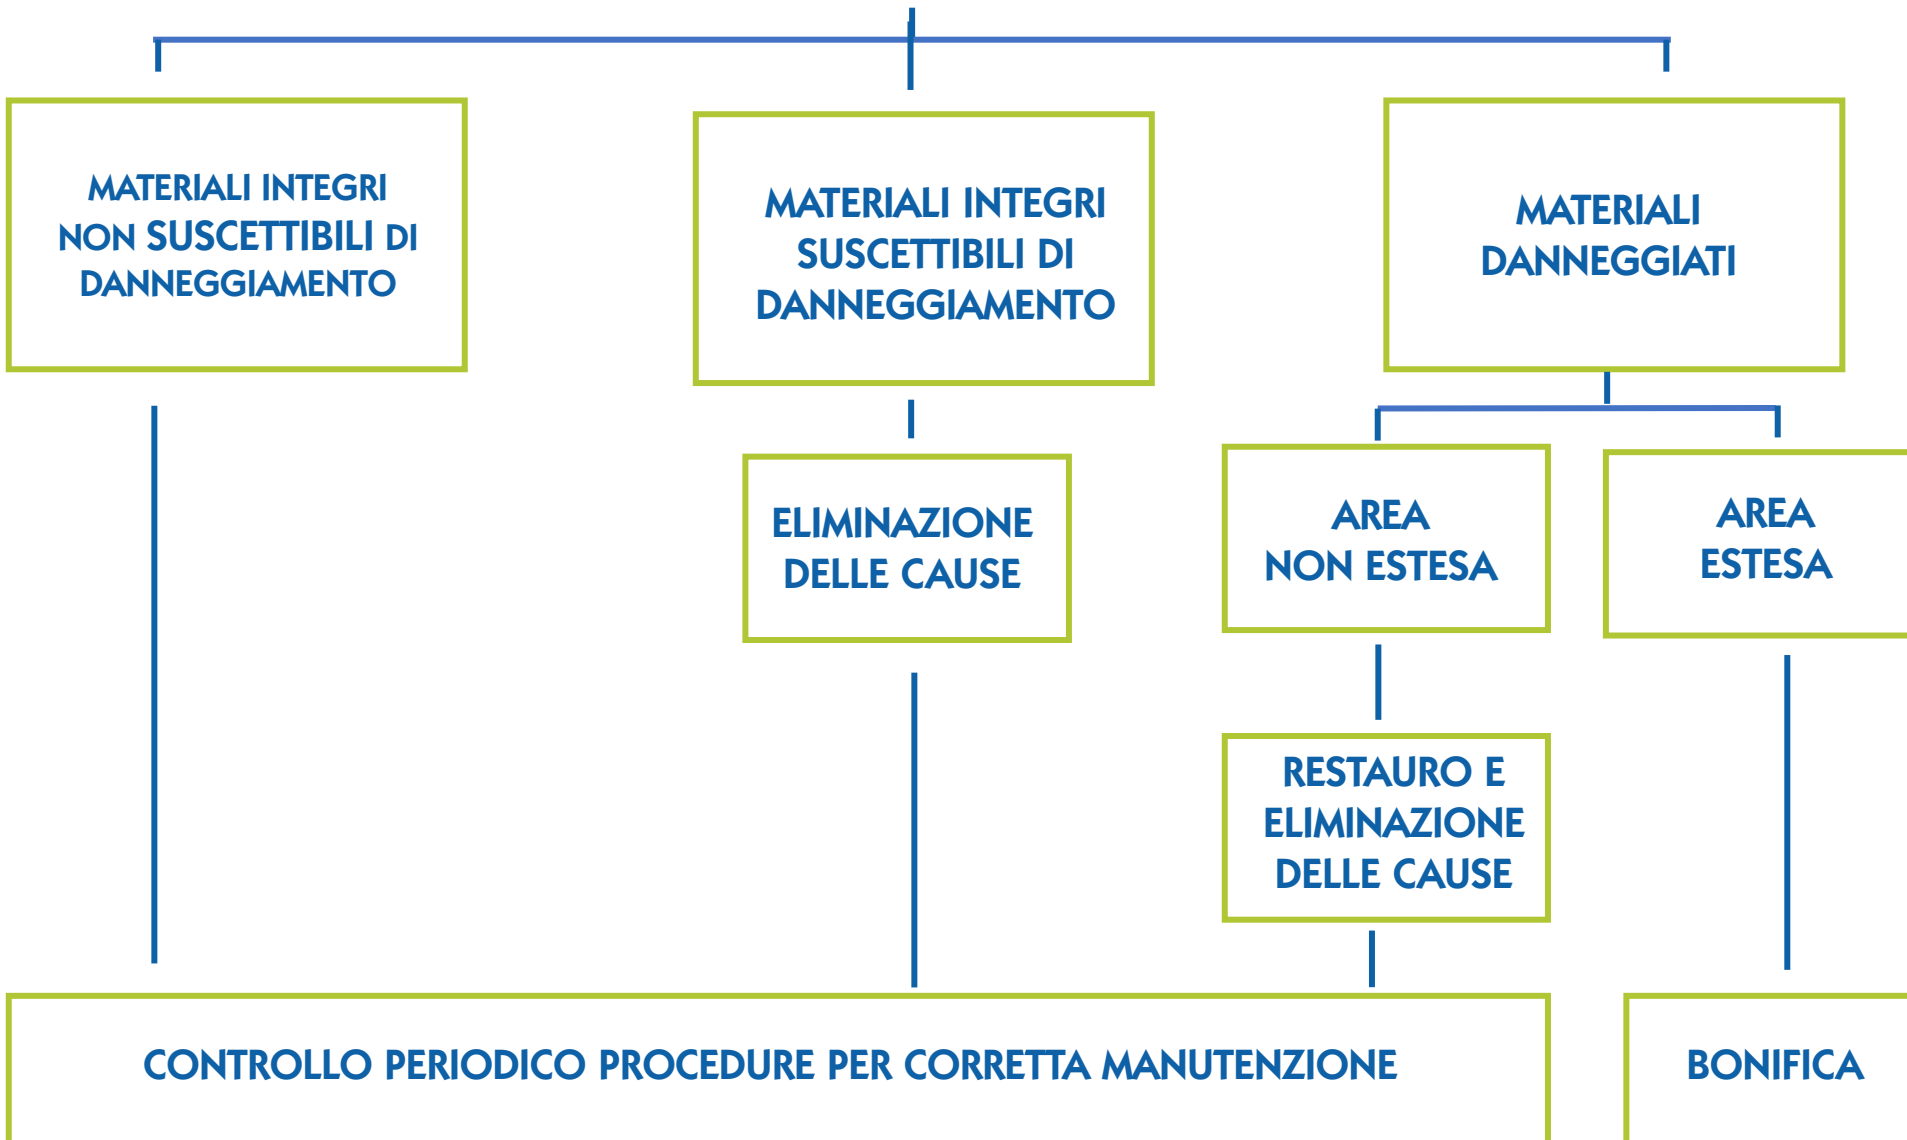 MATERIALI INTEGRI
NON SUSCETTIBILI DI
DANNEGGIAMENTO
MATERIALI INTEGRI
SUSCETTIBILI DI
DANNEGGIAMENTO
MATERIALI
DANNEGGIATI
ELIMINAZIONE
DELLE CAUSE
AREA
NON ESTESA
AREA
ESTESA
RESTAURO E
ELIMINAZIONE
DELLE CAUSE
CONTROLLO PERIODICO PROCEDURE PER CORRETTA MANUTENZIONE
BONIFICA